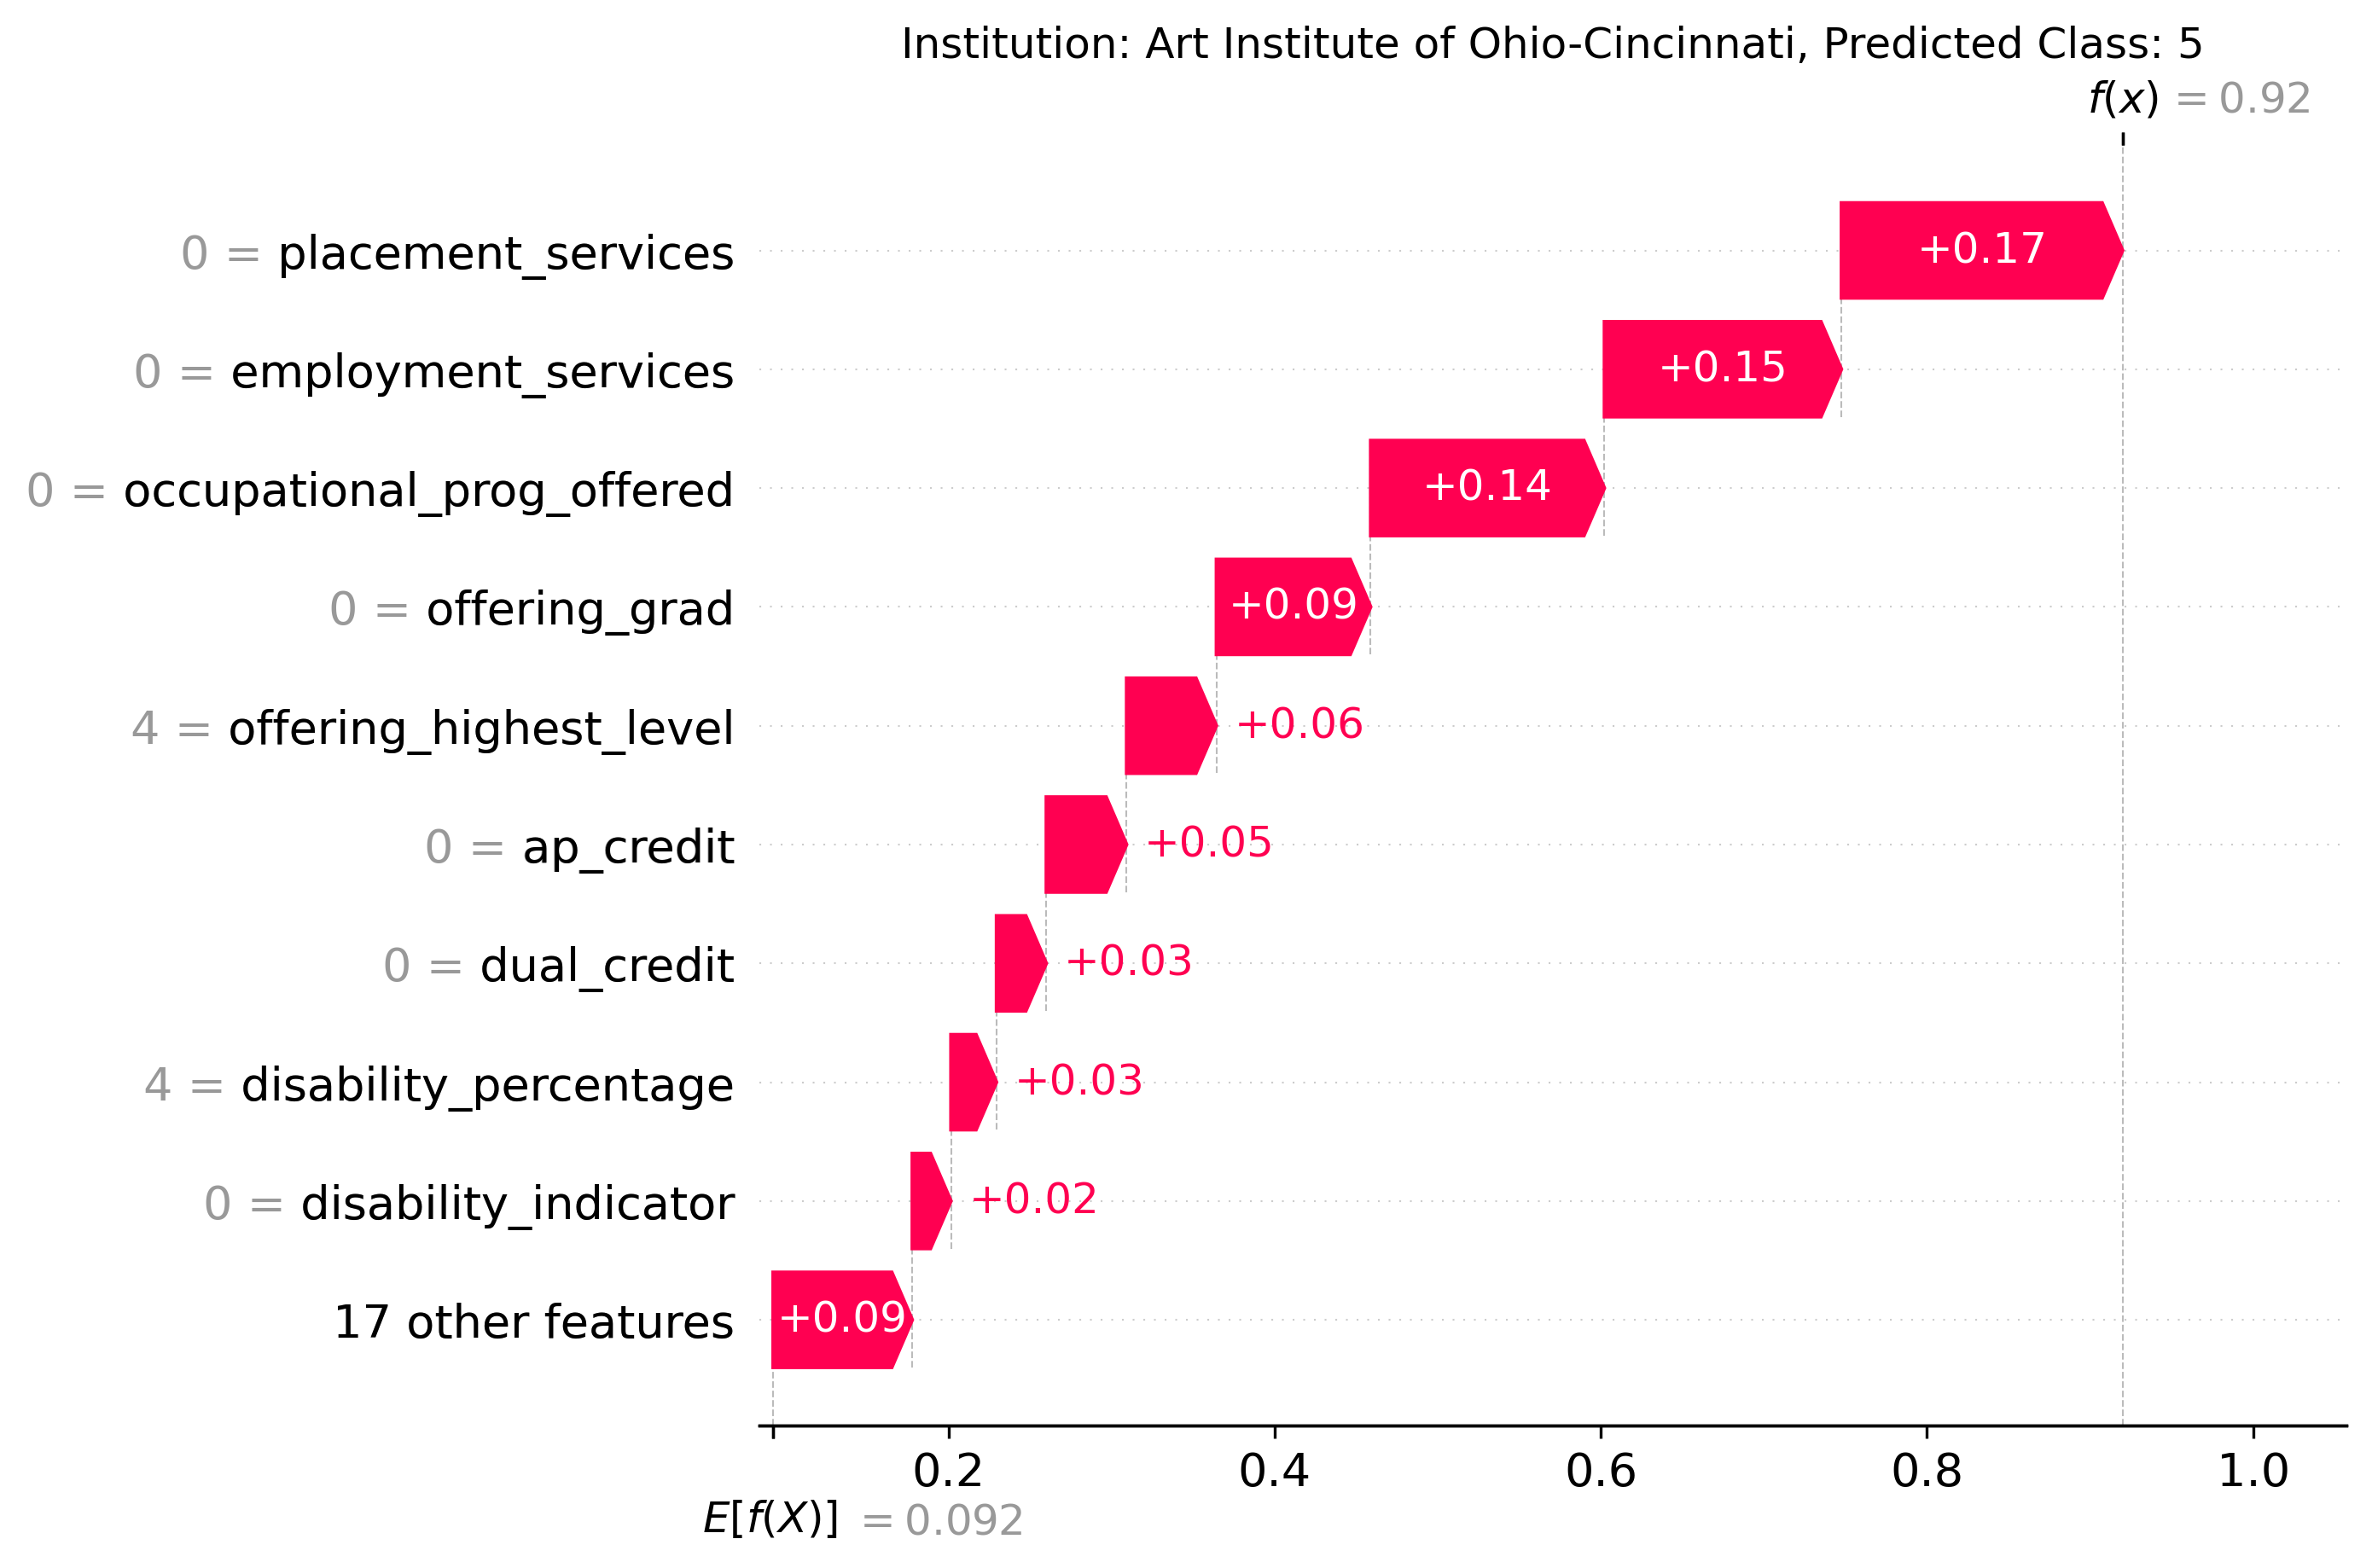 Institution: Art Institute of Ohio-Cincinnati, Predicted Class: 5
f(x) = 0.92
0 = placement_services +0.17
0 = employment_services +0.15
0 = occupational_prog_offered +0.14
0 = offering_grad +0.09
4 = offering_highest_level +0.06
0 = ap_credit +0.05
0 = dual_credit +0.03
4 = disability_percentage +0.03
0 = disability_indicator +0.02
17 other features +0.09
0.2 0.4 0.6 0.8 1.0
E[f(X)] = 0.092